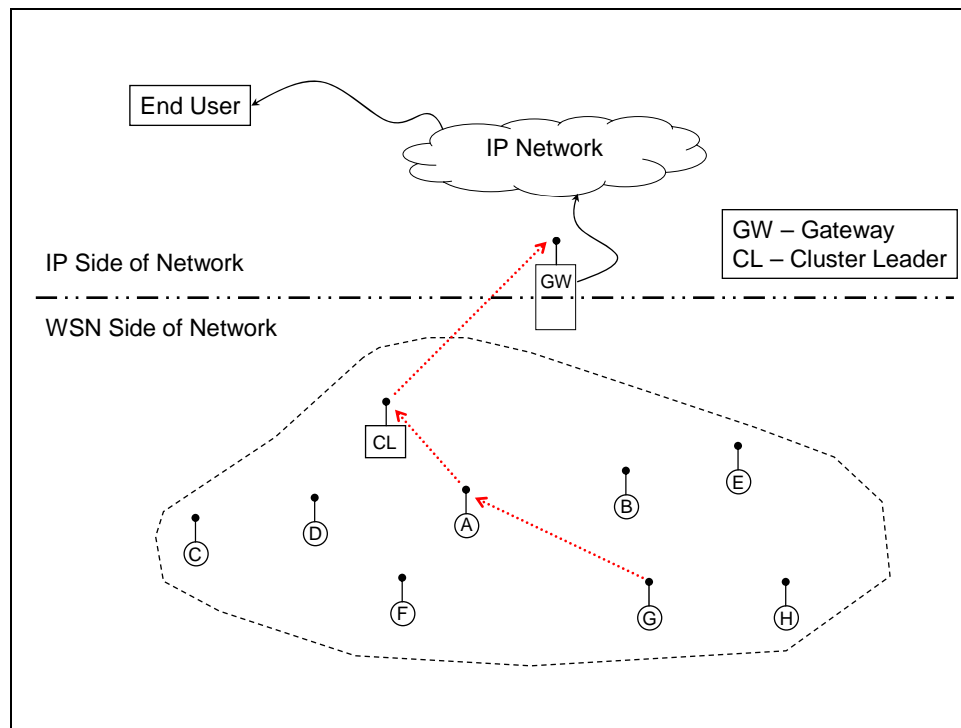 End User
IP Network
GW – Gateway
CL – Cluster Leader
IP Side of Network
GW
WSN Side of Network
CL
E
B
A
D
C
F
G
H